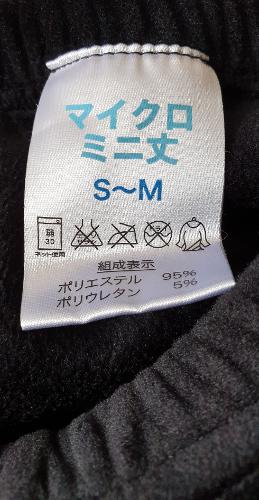 マイクロ
ミニ丈
S〜M
弱
30
ネット使用
組成表示
ポリエステル 95%
ポリウレタン 5%